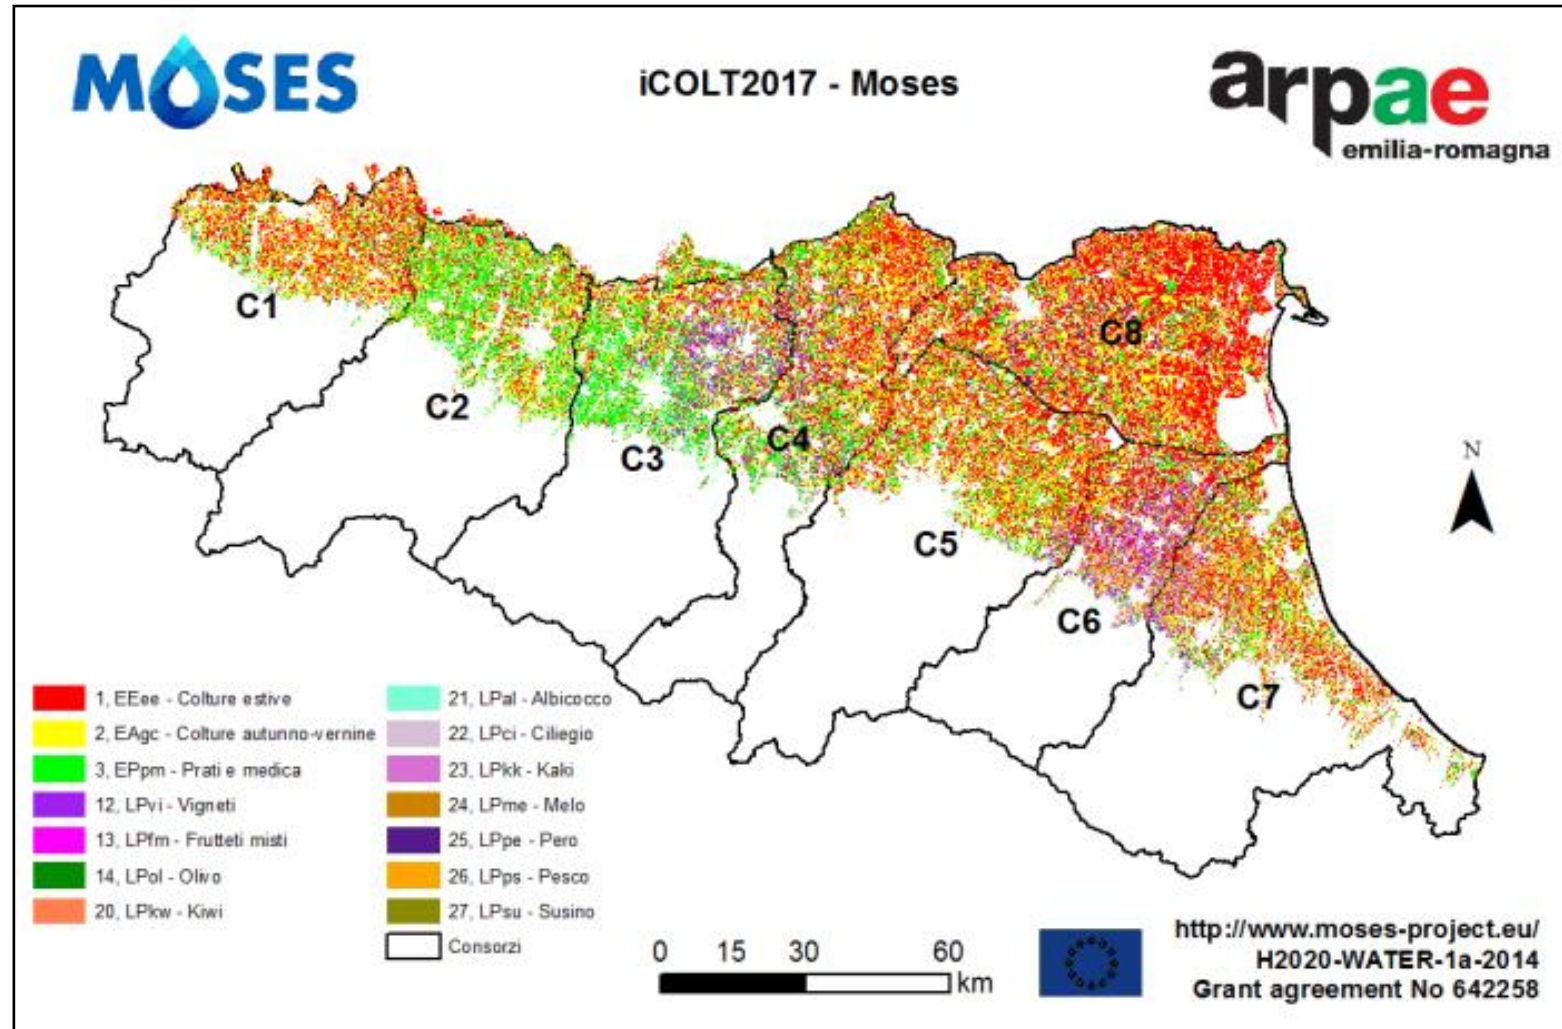 MOSES
iCOLT2017 - Moses
arpae
emilia-romagna
C1
C2
C3
C4
C5
C6
C7
C8
N
1, EEee - Colture estive
2, EAgc - Colture autunno-vernine
3, EPpm - Prati e medica
12, LPvi - Vigneti
13, LPfm - Frutteti misti
14, LPol - Olivo
20, LPkw - Kiwi
21, LPal - Albicocco
22, LPci - Ciliegio
23, LPkk - Kaki
24, LPme - Melo
25, LPpe - Pero
26, LPps - Pesco
27, LPsu - Susino
Consorzi
0 15 30 60
km
http://www.moses-project.eu/
H2020-WATER-1a-2014
Grant agreement No 642258